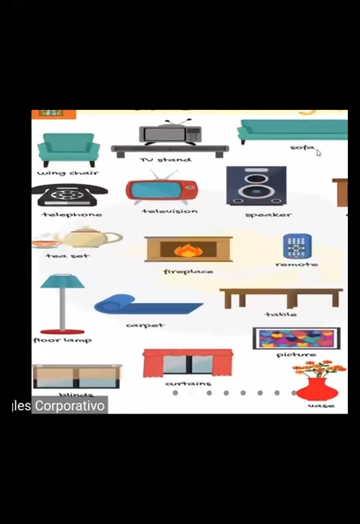 sofa
TV stand
wing chair
telephone
television
speaker
tea set
fireplace
remote
table
carpet
floor lamp
picture
curtains
blinds
vase
gles Corporativo